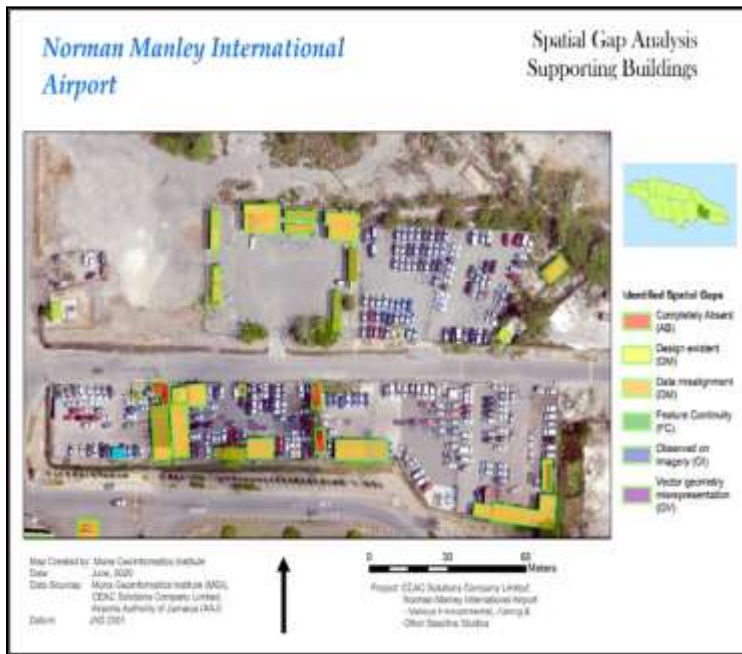 Norman Manley International
Airport
Spatial Gap Analysis
Supporting Buildings
Identified Spatial Gaps
Completely Absent
(AB)
Design existent
(DM)
Data misalignment
(DM)
Feature Continuity
(FC)
Observed on
Imagery (OI)
Vector geometry
misrepresentation
(GV)
0 30 60
Meters
Map Created by: Mona Geoinformatics Institute
Date: June, 2020
Data Sources: Mona Geoinformatics Institute (MGI),
CEAC Solutions Company Limited,
Airports Authority of Jamaica (AAJ)
Datum: JAD 2001
Project: CEAC Solutions Company Limited:
Norman Manley International Airport
- Various Environmental, &
Other Baseline Studies